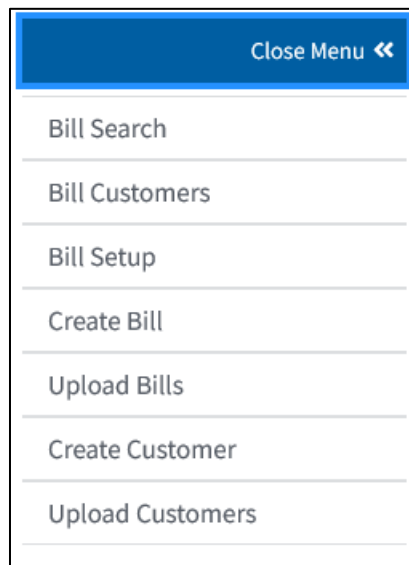 Close Menu «
Bill Search
Bill Customers
Bill Setup
Create Bill
Upload Bills
Create Customer
Upload Customers